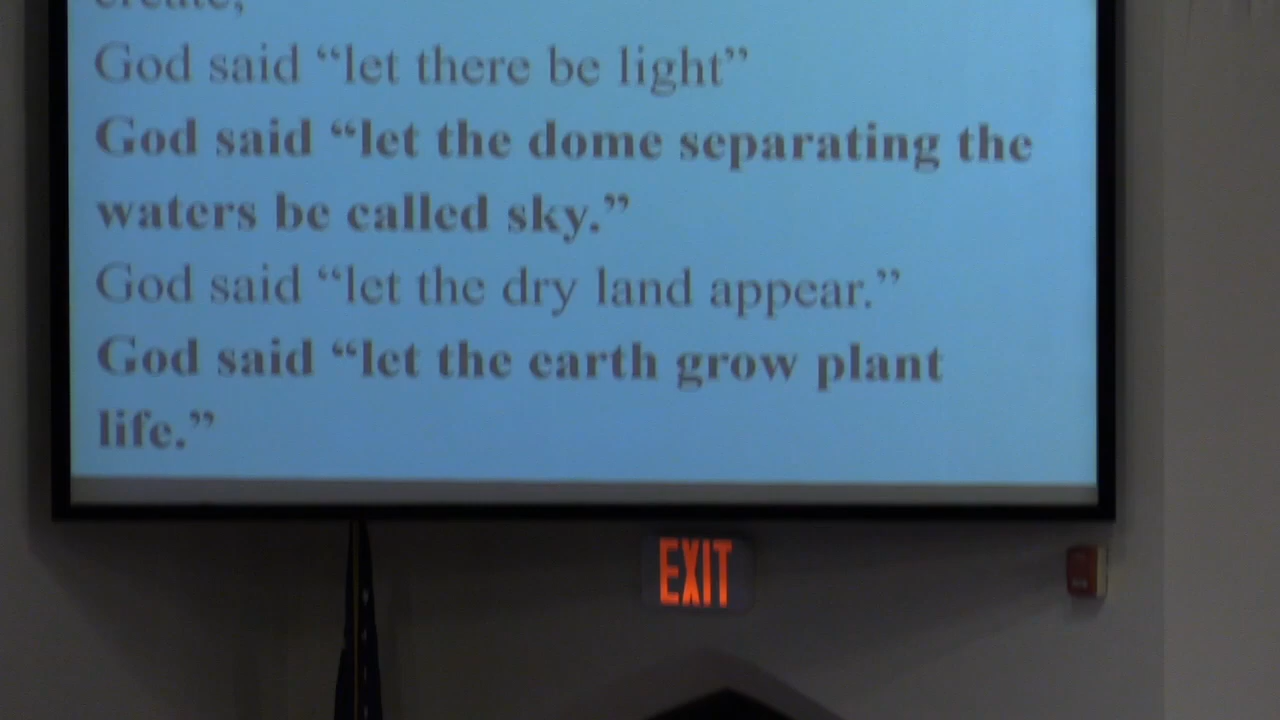 create,
God said “let there be light”
God said “let the dome separating the
waters be called sky.”
God said “let the dry land appear.”
God said “let the earth grow plant
life.”
EXIT